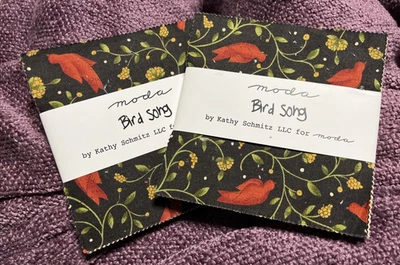 moda
Bird Song
by Kathy Schmitz LLC for moda
moda
Bird Song
by Kathy Schmitz LLC for moda